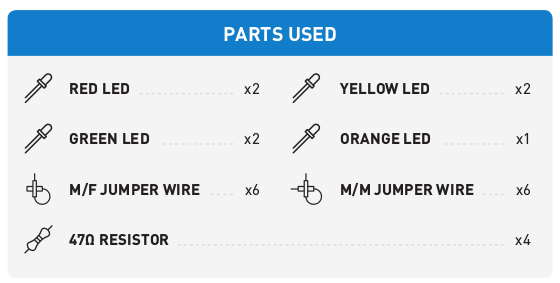 PARTS USED
RED LED x2 YELLOW LED x2
GREEN LED x2 ORANGE LED x1
M/F JUMPER WIRE x6 M/M JUMPER WIRE x6
47Ω RESISTOR x4